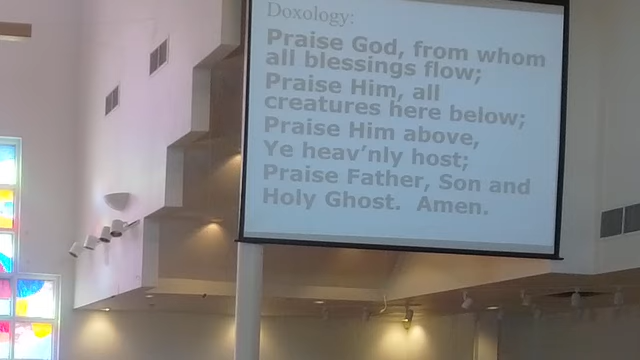 Doxology:
Praise God, from whom
all blessings flow;
Praise Him, all
creatures here below;
Praise Him above,
Ye heav’nly host;
Praise Father, Son and
Holy Ghost.  Amen.